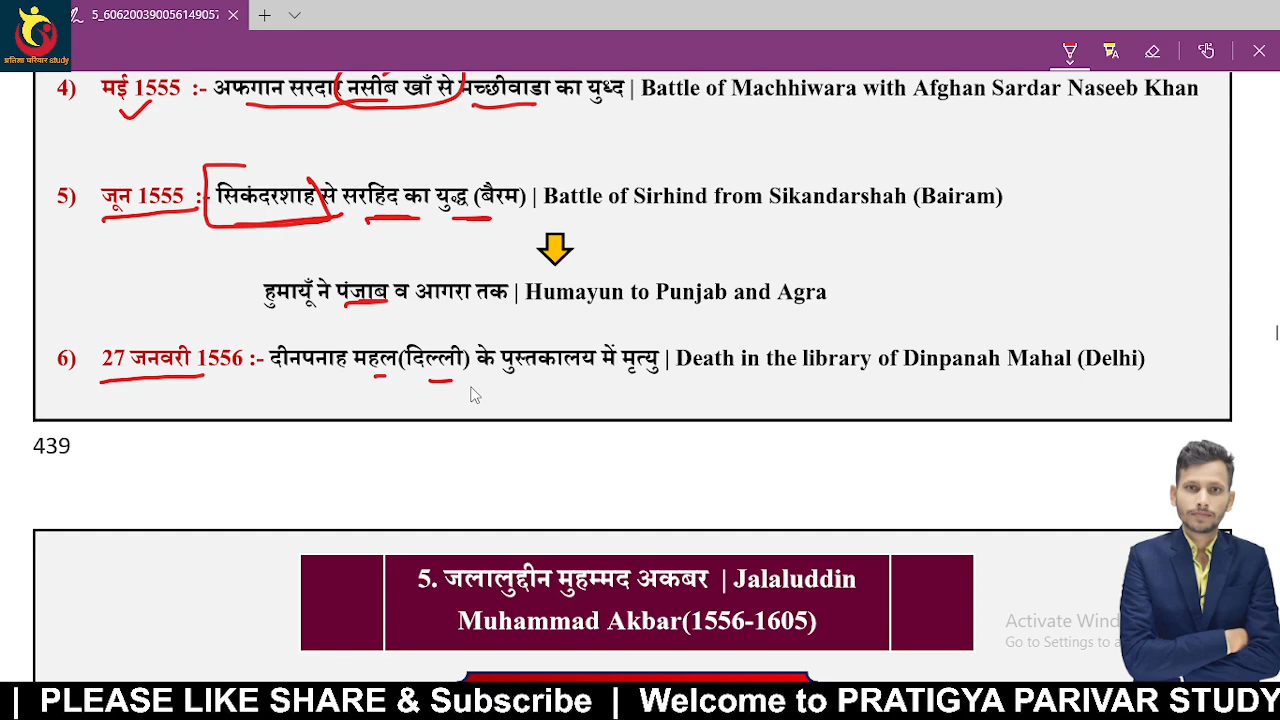 5_606200390056149057
प्रतिज्ञा परिवार study
4) मई 1555 :- अफगान सरदार नसीब खाँ से मच्छीवाडा का युध्द | Battle of Machhiwara with Afghan Sardar Naseeb Khan
5) जून 1555 :- सिकंदरशाह से सरहिंद का युद्ध (बैरम) | Battle of Sirhind from Sikandarshah (Bairam)
हुमायूँ ने पंजाब व आगरा तक | Humayun to Punjab and Agra
6) 27 जनवरी 1556 :- दीनपनाह महल(दिल्ली) के पुस्तकालय में मृत्यु | Death in the library of Dinpanah Mahal (Delhi)
439
5. जलालुद्दीन मुहम्मद अकबर | Jalaluddin
Muhammad Akbar(1556-1605)
Activate Wind
Go to Settings to a
| PLEASE LIKE SHARE & Subscribe | Welcome to PRATIGYA PARIVAR STUDY